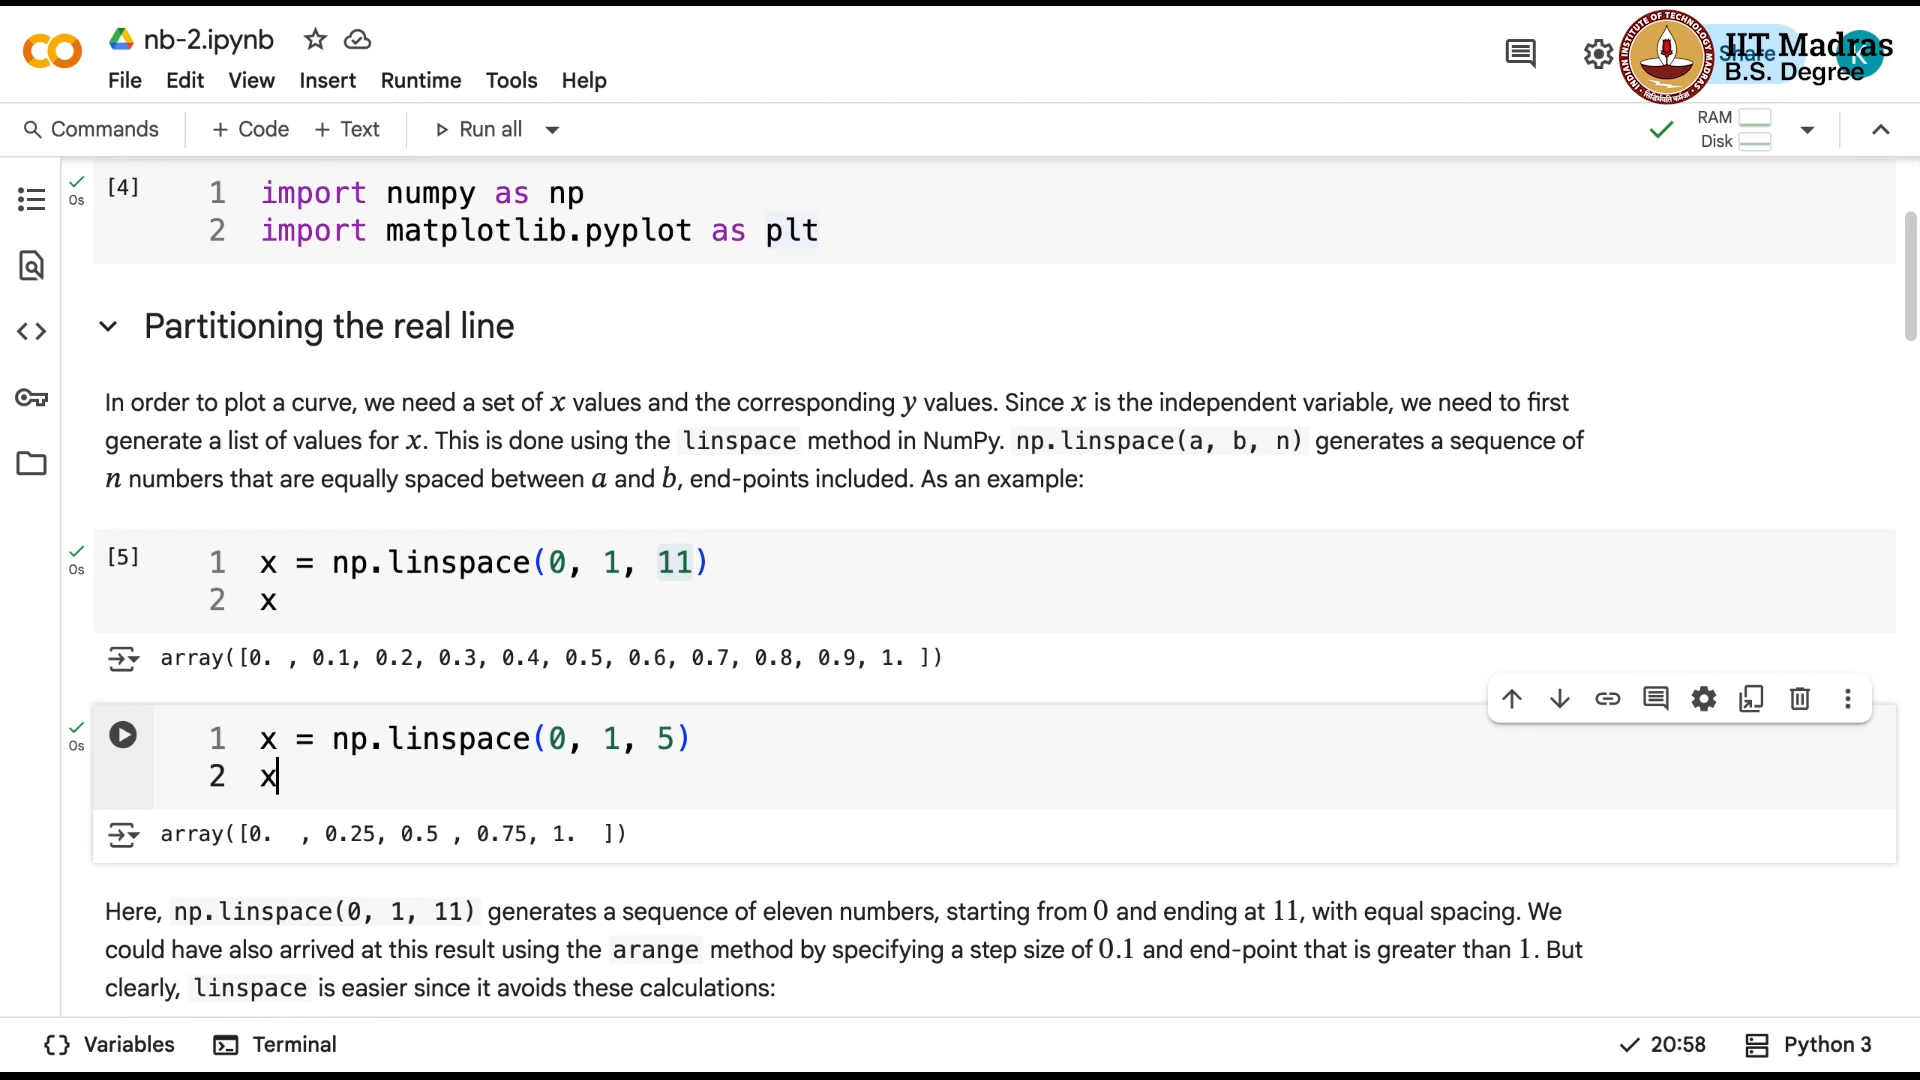 nb-2.ipynb
IIT Madras
B.S. Degree
File Edit View Insert Runtime Tools Help
Commands + Code + Text Run all
RAM
Disk
0s [4] 1 import numpy as np
2 import matplotlib.pyplot as plt
Partitioning the real line
In order to plot a curve, we need a set of x values and the corresponding y values. Since x is the independent variable, we need to first
generate a list of values for x. This is done using the linspace method in NumPy. np.linspace(a, b, n) generates a sequence of
n numbers that are equally spaced between a and b, end-points included. As an example:
0s [5] 1 x = np.linspace(0, 1, 11)
2 x
array([0. , 0.1, 0.2, 0.3, 0.4, 0.5, 0.6, 0.7, 0.8, 0.9, 1. ])
0s 1 x = np.linspace(0, 1, 5)
2 x
array([0.  , 0.25, 0.5 , 0.75, 1.  ])
Here, np.linspace(0, 1, 11) generates a sequence of eleven numbers, starting from 0 and ending at 11, with equal spacing. We
could have also arrived at this result using the arange method by specifying a step size of 0.1 and end-point that is greater than 1. But
clearly, linspace is easier since it avoids these calculations:
{} Variables Terminal 20:58 Python 3